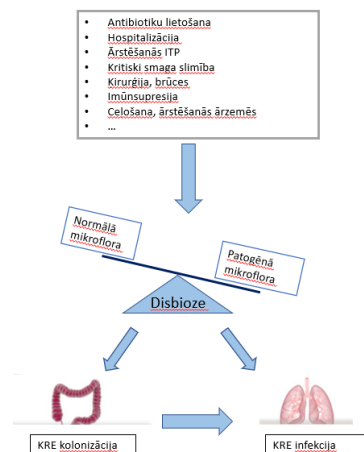 • Antibiotiku lietošana
• Hospitalizācija
• Ārstēšanās ITP
• Kritiski smaga slimība
• Kirurģija, brūces
• Imūnsupresija
• Ceļošana, ārstēšanās ārzemēs
• ...
Normālā
mikroflora
Patogēnā
mikroflora
Disbioze
KRE kolonizācija
KRE infekcija